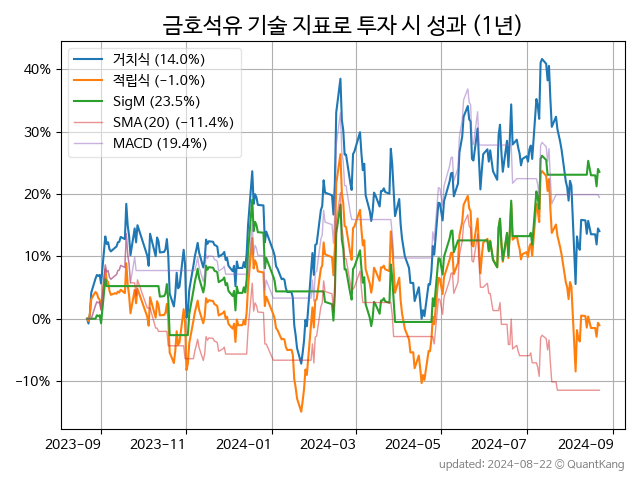 금호석유 기술 지표로 투자 시 성과 (1년)
거치식 (14.0%)
적립식 (−1.0%)
SigM (23.5%)
SMA(20) (−11.4%)
MACD (19.4%)
40%
30%
20%
10%
0%
−10%
2023-09 2023-11 2024-01 2024-03 2024-05 2024-07 2024-09
updated: 2024-08-22 © QuantKang